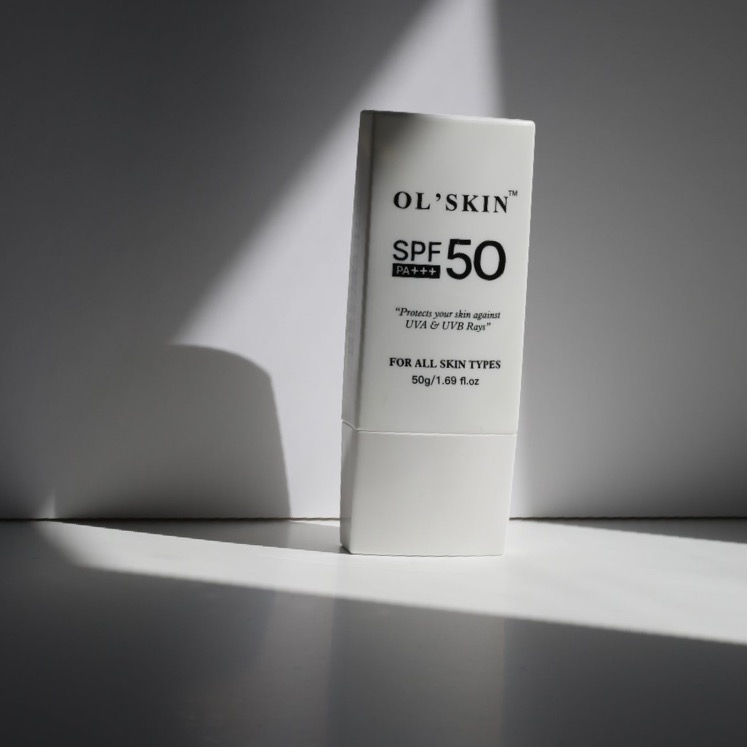 OL’SKIN™
SPF 50
PA+++
“Protects your skin against
UVA & UVB Rays”
FOR ALL SKIN TYPES
50g/1.69 fl.oz